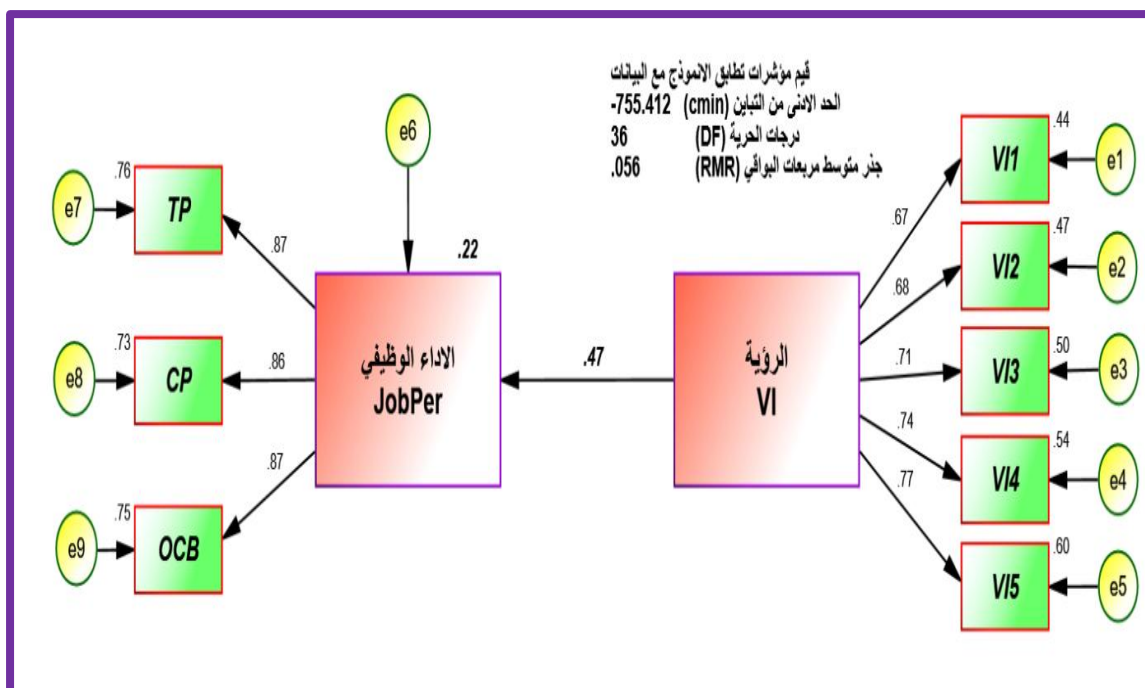 قيم مؤشرات تطابق الانموذج مع البيانات
الحد الادنى من التباين (cmin) -755.412
درجات الحرية (DF) 36
جذر متوسط مربعات البواقي (RMR) .056
e6
e7
.76
TP
.87
e8
.73
CP
.86
e9
.75
OCB
.87
.22
الاداء الوظيفي
JobPer
.47
الرؤية
VI
.67
.44
VI1
e1
.68
.47
VI2
e2
.71
.50
VI3
e3
.74
.54
VI4
e4
.77
.60
VI5
e5